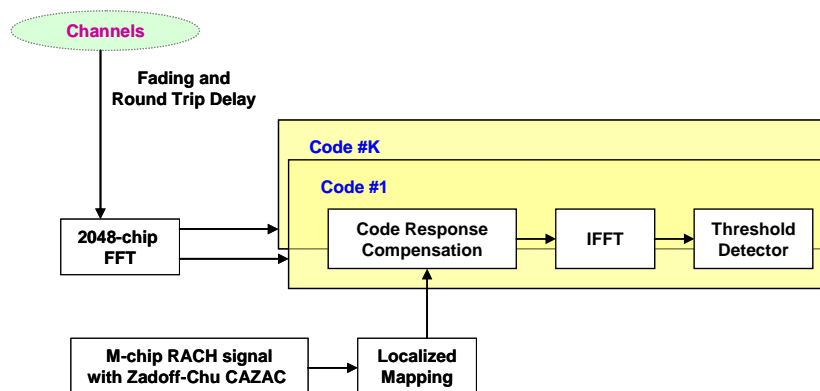 Channels
Fading and
Round Trip Delay
Code #K
Code #1
2048-chip
FFT
Code Response
Compensation
IFFT
Threshold
Detector
M-chip RACH signal
with Zadoff-Chu CAZAC
Localized
Mapping